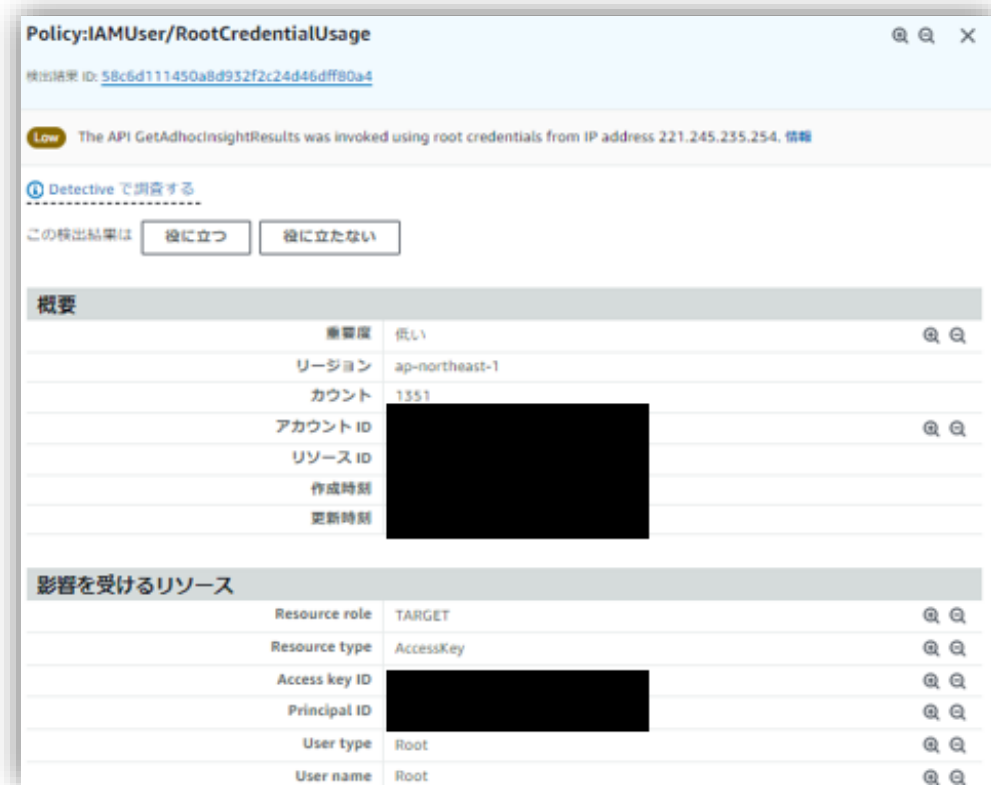 Policy:IAMUser/RootCredentialUsage
検出結果 ID: 58c6d111450a8d932f2c24d46dff80a4
Low The API GetAdhocInsightResults was invoked using root credentials from IP address 221.245.235.254. 情報
Detective で調査する
この検出結果は 役に立つ 役に立たない
概要
重要度 低い
リージョン ap-northeast-1
カウント 1351
アカウント ID
リソース ID
作成時刻
更新時刻
影響を受けるリソース
Resource role TARGET
Resource type AccessKey
Access key ID
Principal ID
User type Root
User name Root